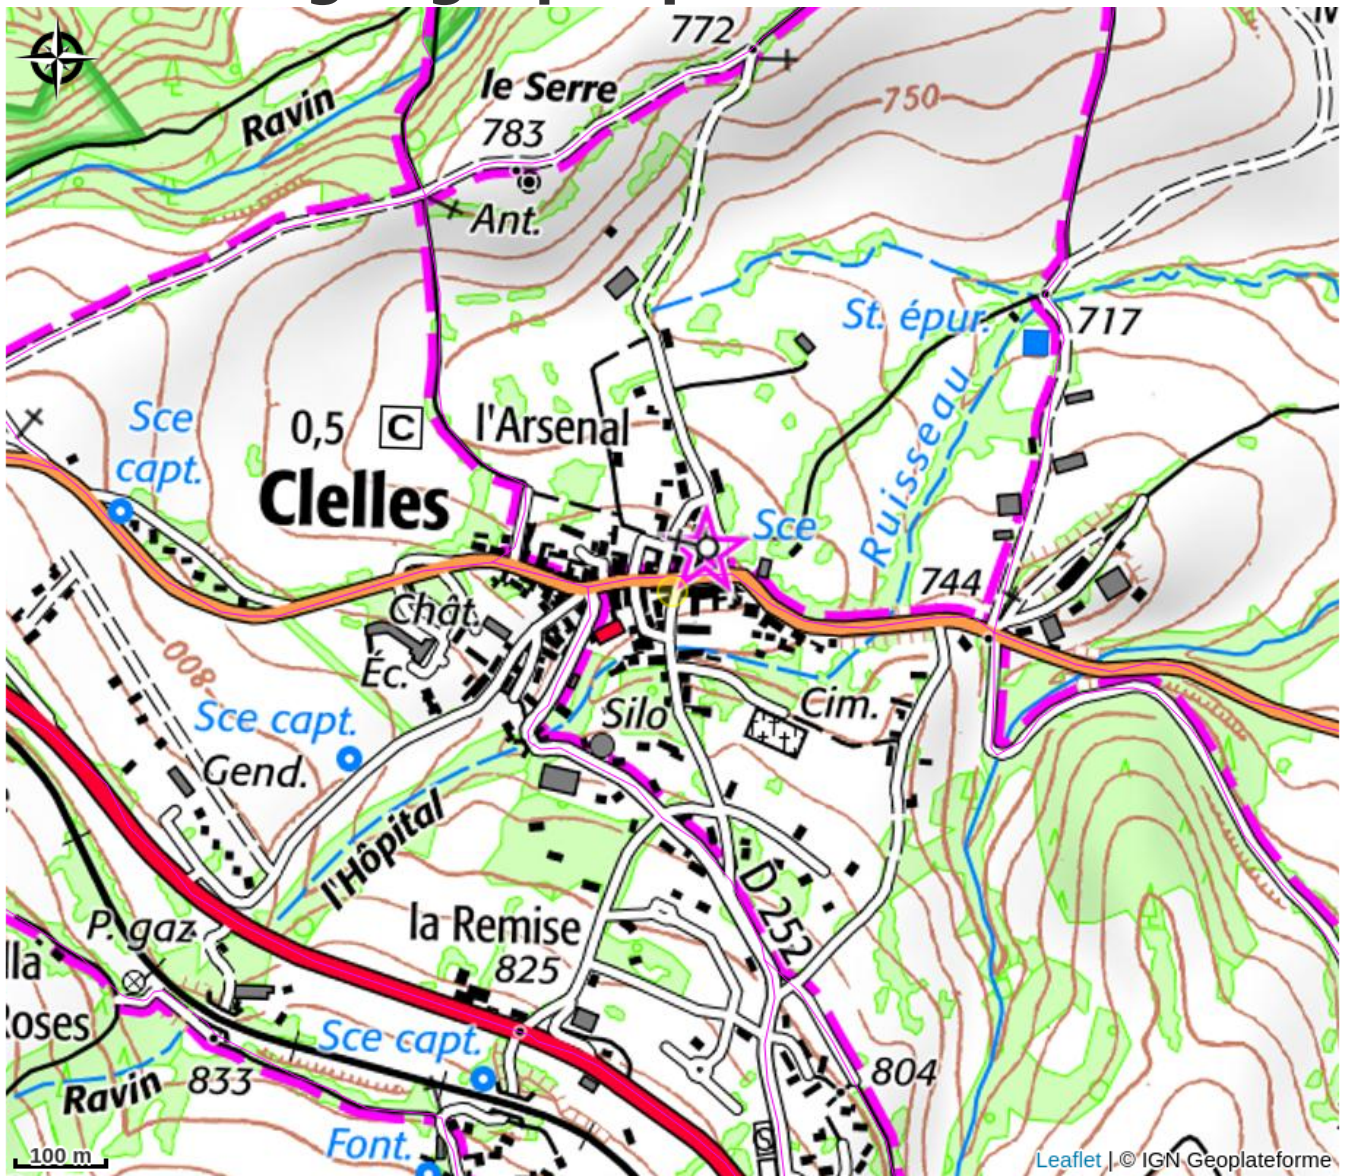 772
le Serre
750
Ravin
783
Ant.
St. épur.
717
Sce
capt.
0,5
C
l'Arsenal
Clelles
Sce
Ruisseau
744
Chât.
Éc.
800
Sce capt.
Silo
Cim.
Gend.
l'Hôpital
D 252
P. gaz
la Remise
825
lla
Roses
Sce capt.
Ravin
833
804
Font.
S
100 m
Leaflet | © IGN Geoplateforme